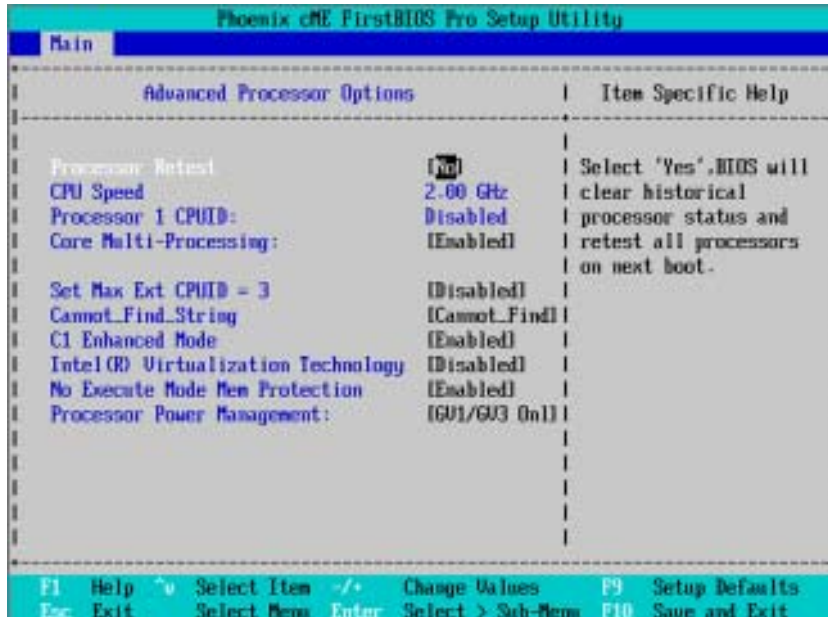 Phoenix cME FirstBIOS Pro Setup Utility
Main
Advanced Processor Options
Item Specific Help
Processor Retest [No]
CPU Speed 2.00 GHz
Processor 1 CPUID: Disabled
Core Multi-Processing: [Enabled]
Set Max Ext CPUID = 3 [Disabled]
Cannot_Find_String [Cannot_Find]
C1 Enhanced Mode [Enabled]
Intel(R) Virtualization Technology [Disabled]
No Execute Mode Mem Protection [Enabled]
Processor Power Management: [GV1/GV3 Onl]
Select 'Yes'.BIOS will
clear historical
processor status and
retest all processors
on next boot.
F1 Help ^v Select Item -/+ Change Values F9 Setup Defaults
Esc Exit Select Menu Enter Select > Sub-Menu F10 Save and Exit